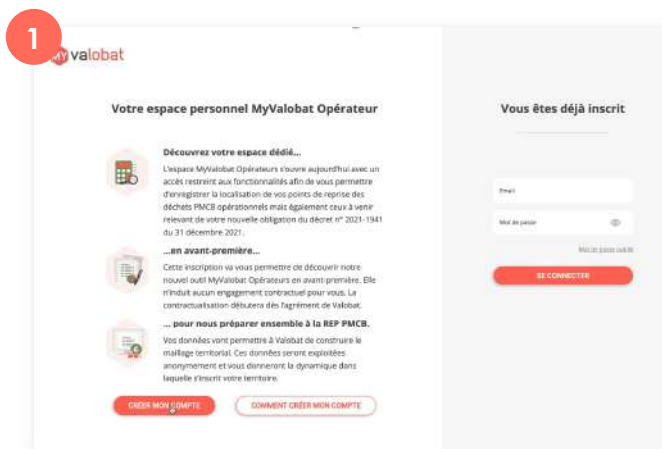 1
MY valobat
Votre espace personnel MyValobat Opérateur
Découvrez votre espace dédié...
L'espace MyValobat Opérateurs s'ouvre aujourd'hui avec un
accès restreint aux fonctionnalités afin de vous permettre
d'enregistrer la localisation de vos points de reprise des
déchets PMCB opérationnels mais également ceux à venir
relevant de votre nouvelle obligation du décret n° 2021-1941
du 31 décembre 2021.
...en avant-première...
Cette inscription va vous permettre de découvrir notre
nouvel outil MyValobat Opérateurs en avant-première. Elle
n'induit aucun engagement contractuel pour vous. La
contractualisation débutera dès l'agrément de Valobat.
... pour nous préparer ensemble à la REP PMCB.
Vos données vont permettre à Valobat de construire le
maillage territorial. Ces données seront exploitées
anonymement et vous donneront la dynamique dans
laquelle s'inscrit votre territoire.
CRÉER MON COMPTE
COMMENT CRÉER MON COMPTE
Vous êtes déjà inscrit
Email
Mot de passe
Mot de passe oublié
SE CONNECTER